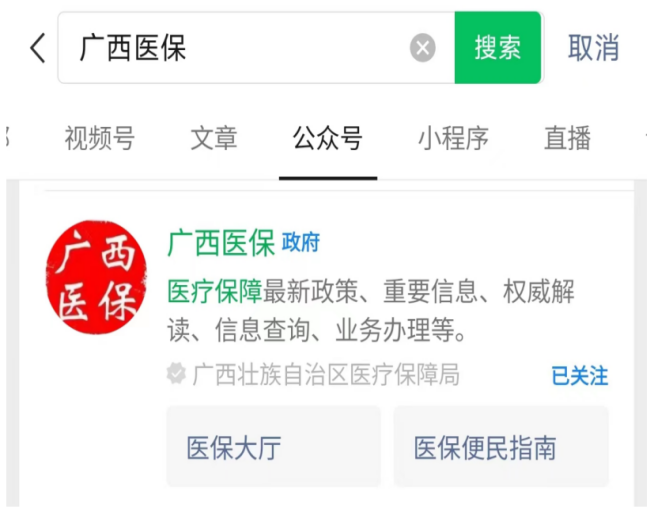 广西医保
搜索
取消
视频号
文章
公众号
小程序
直播
广西
医保
广西医保 政府
医疗保障最新政策、重要信息、权威解
读、信息查询、业务办理等。
广西壮族自治区医疗保障局
已关注
医保大厅
医保便民指南